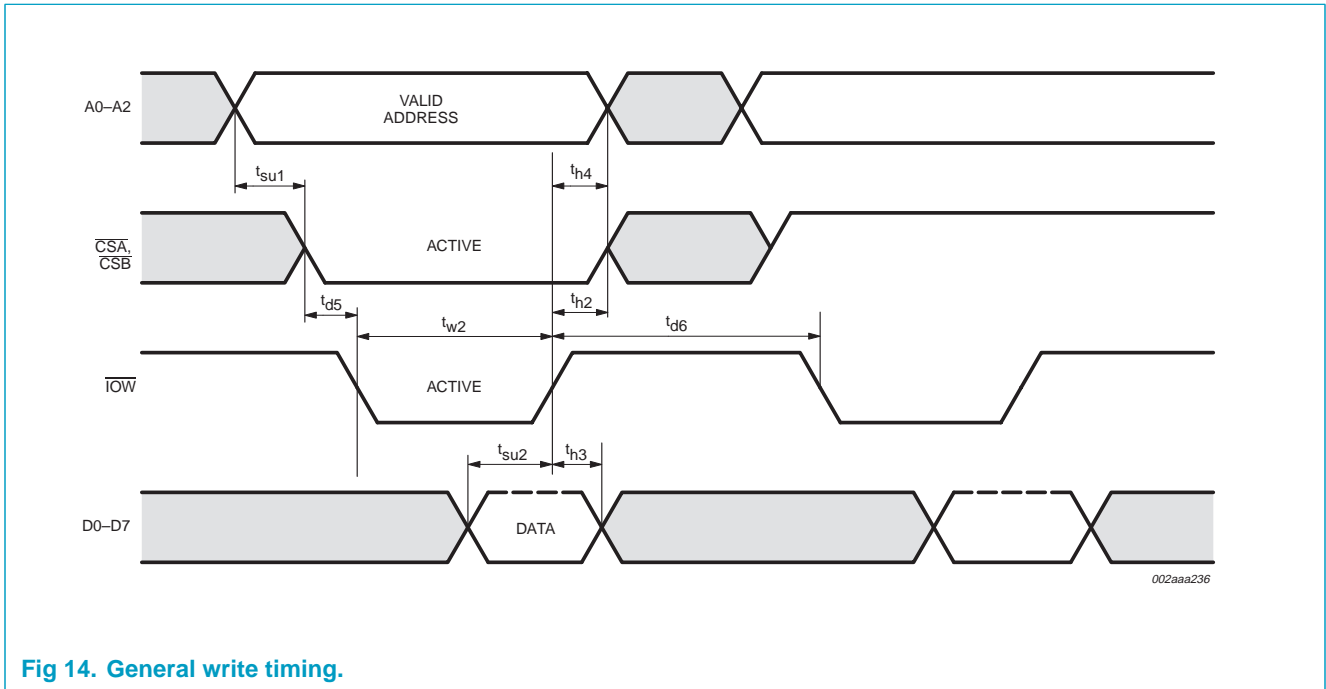 A0–A2
VALID
ADDRESS
tsu1
th4
CSA,
CSB
ACTIVE
td5
tw2
th2
td6
IOW
ACTIVE
tsu2
th3
D0–D7
DATA
002aaa236
Fig 14. General write timing.